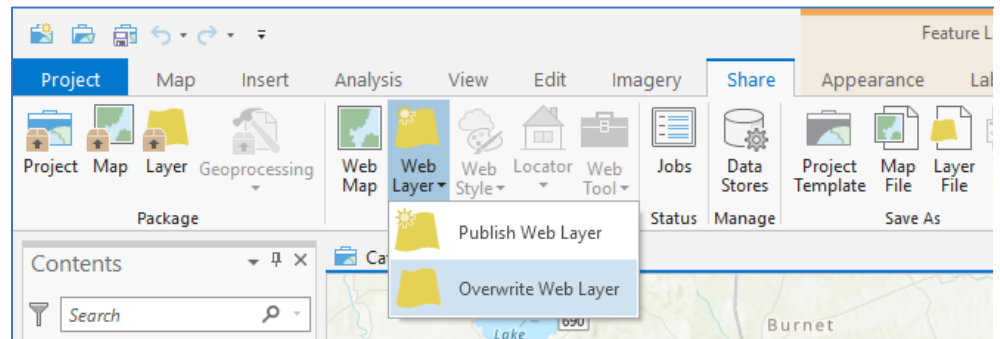 Feature L
Project Map Insert Analysis View Edit Imagery Share Appearance Lal
Project Map Layer Geoprocessing Web Map Web Layer Web Style Locator Web Tool Jobs Data Stores Project Template Map File Layer File
Package Status Manage Save As
Contents
Ca
Publish Web Layer
Search
Overwrite Web Layer
Lake
690
Burnet